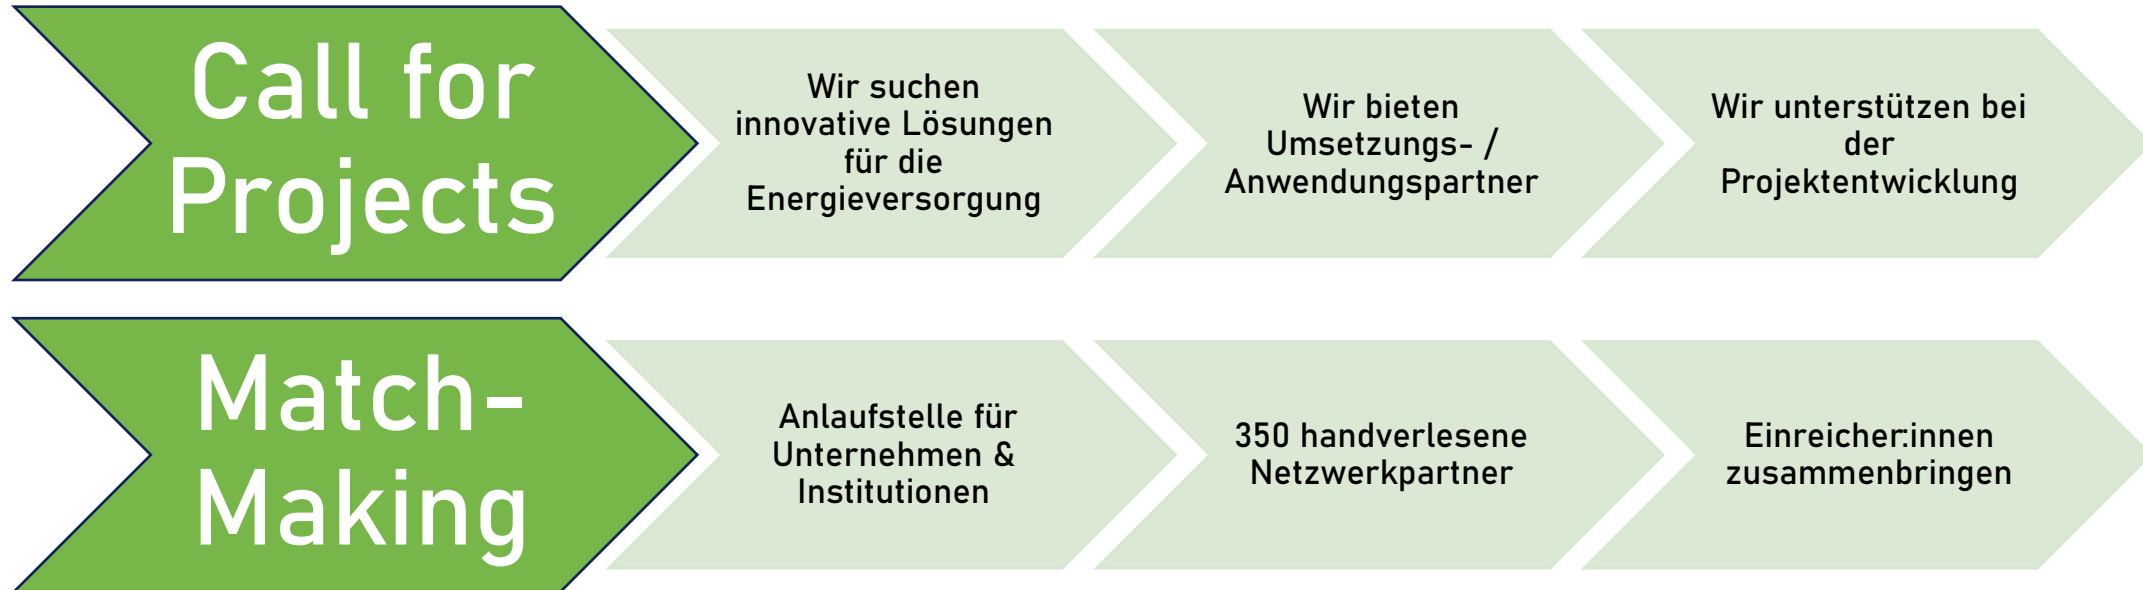 Call for
Projects
Wir suchen
innovative Lösungen
für die
Energieversorgung
Wir bieten
Umsetzungs- /
Anwendungspartner
Wir unterstützen bei
der
Projektentwicklung
Match-
Making
Anlaufstelle für
Unternehmen &
Institutionen
350 handverlesene
Netzwerkpartner
Einreicher:innen
zusammenbringen